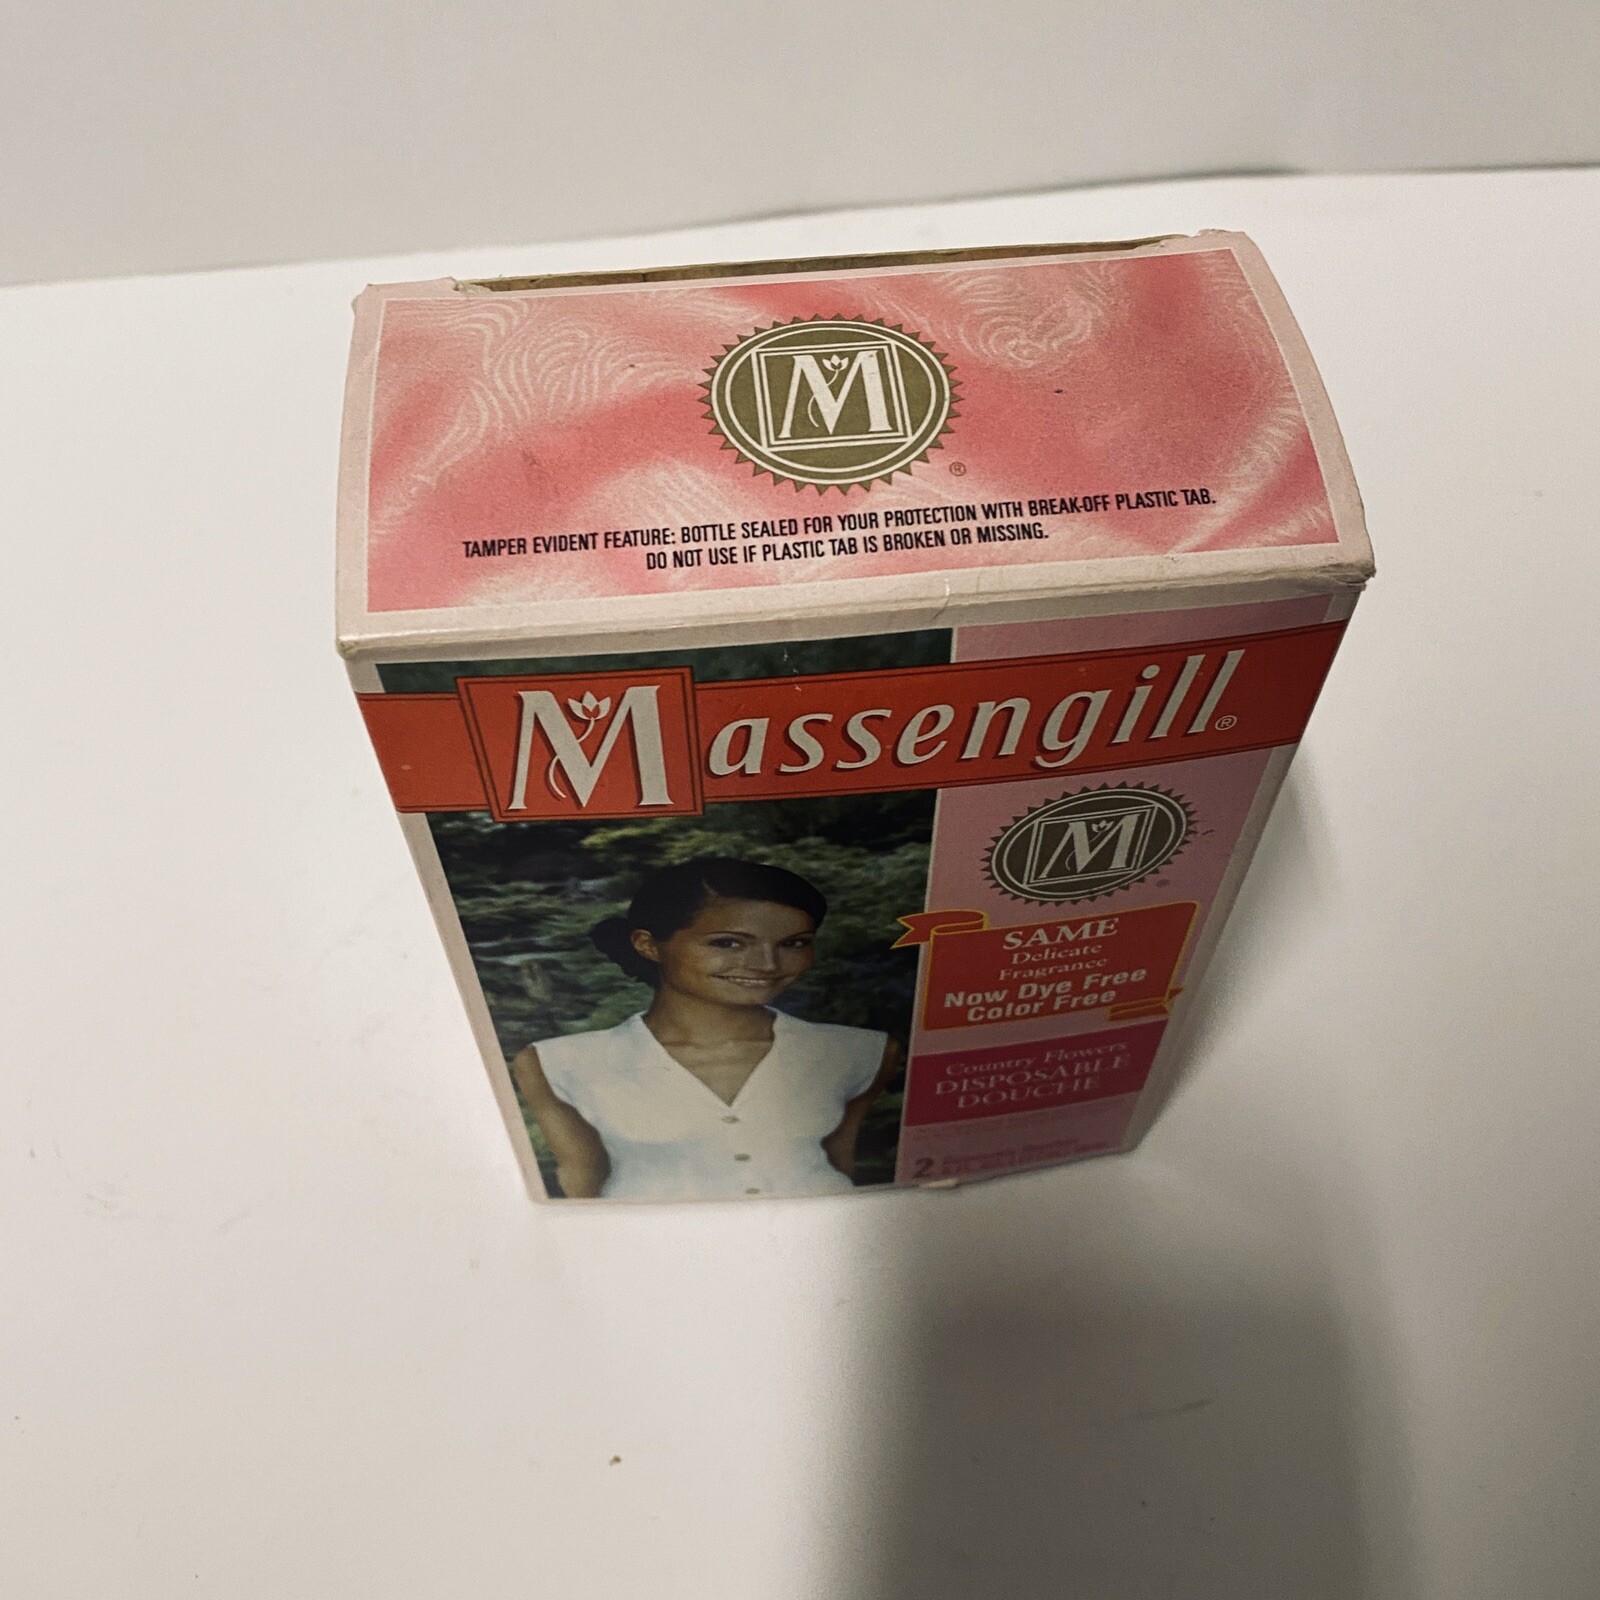 M
®
TAMPER EVIDENT FEATURE: BOTTLE SEALED FOR YOUR PROTECTION WITH BREAK-OFF PLASTIC TAB.
DO NOT USE IF PLASTIC TAB IS BROKEN OR MISSING.
Massengill®
M
®
SAME
Delicate
Fragrance
Now Dye Free
Color Free
Country Flowers
DISPOSABLE
DOUCHE
2